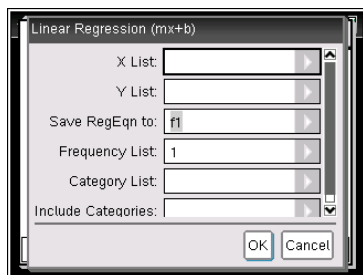 Linear Regression (mx+b)
X List:
Y List:
Save RegEqn to: f1
Frequency List: 1
Category List:
Include Categories:
OK Cancel